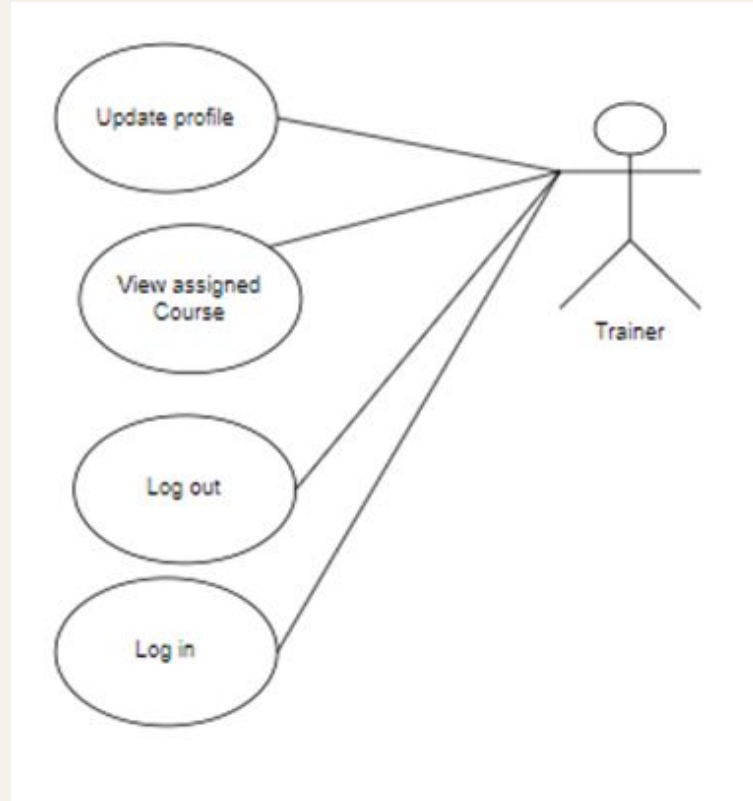 Update profile
View assigned
Course
Trainer
Log out
Log in